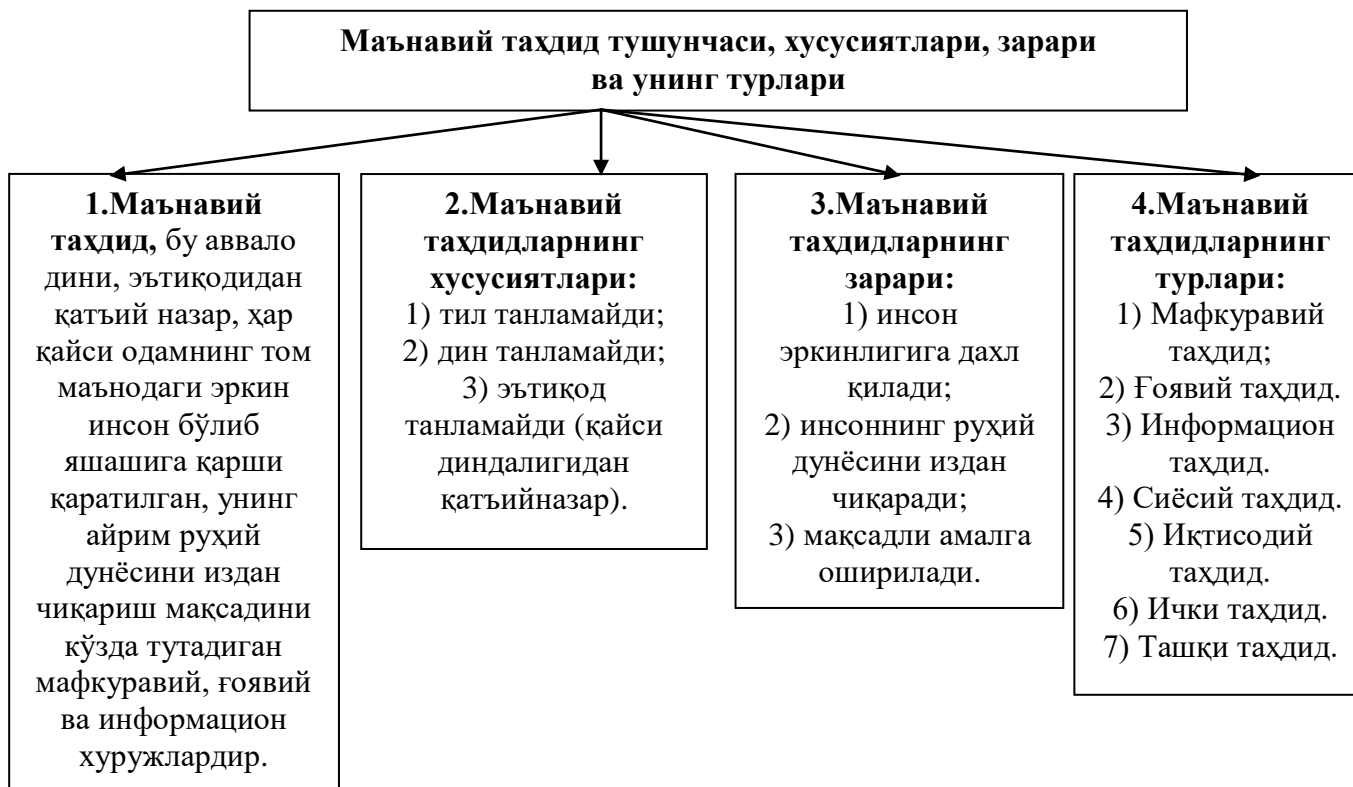 Маънавий таҳдид тушунчаси, хусусиятлари, зарари
ва унинг турлари
1.Маънавий
таҳдид, бу аввало
дини, эътиқодидан
қатъий назар, ҳар
қайси одамнинг том
маънодаги эркин
инсон бўлиб
яшашига қарши
қаратилган, унинг
айрим руҳий
дунёсини издан
чиқариш мақсадини
кўзда тутадиган
мафкуравий, ғоявий
ва информацион
хуружлардир.
2.Маънавий
таҳдидларнинг
хусусиятлари:
1) тил танламайди;
2) дин танламайди;
3) эътиқод
танламайди (қайси
диндалигидан
қатъийназар).
3.Маънавий
таҳдидларнинг
зарари:
1) инсон
эркинлигига дахл
қилади;
2) инсоннинг руҳий
дунёсини издан
чиқаради;
3) мақсадли амалга
оширилади.
4.Маънавий
таҳдидларнинг
турлари:
1) Мафкуравий
таҳдид;
2) Ғоявий таҳдид.
3) Информацион
таҳдид.
4) Сиёсий таҳдид.
5) Иқтисодий
таҳдид.
6) Ички таҳдид.
7) Ташқи таҳдид.